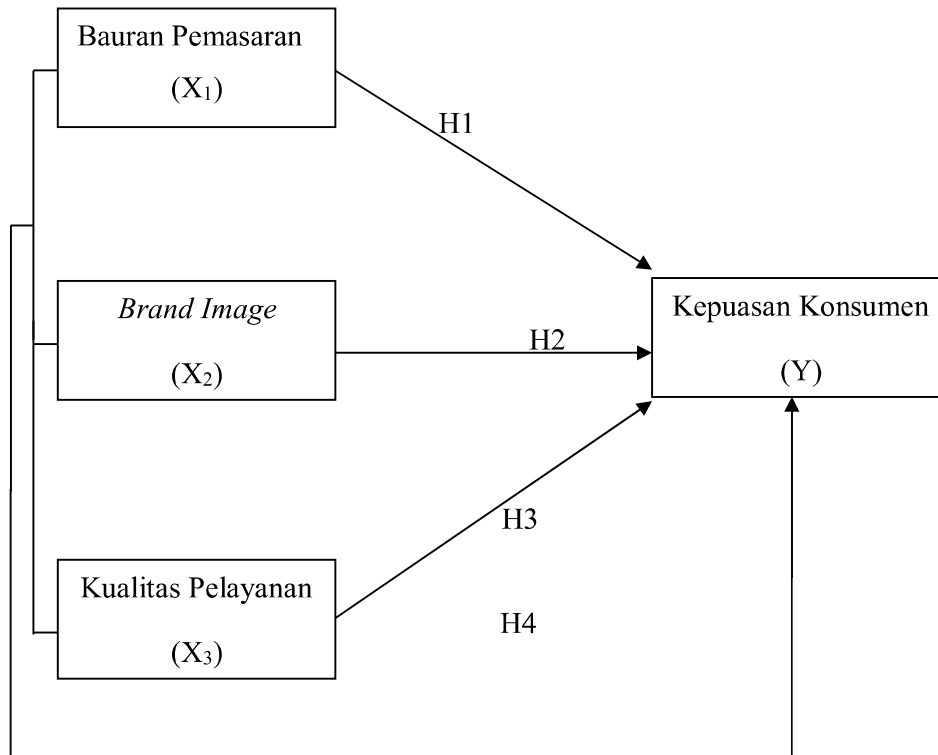 Bauran Pemasaran
(X₁)
H1
Brand Image
(X₂)
H2
Kepuasan Konsumen
(Y)
H3
Kualitas Pelayanan
(X₃)
H4